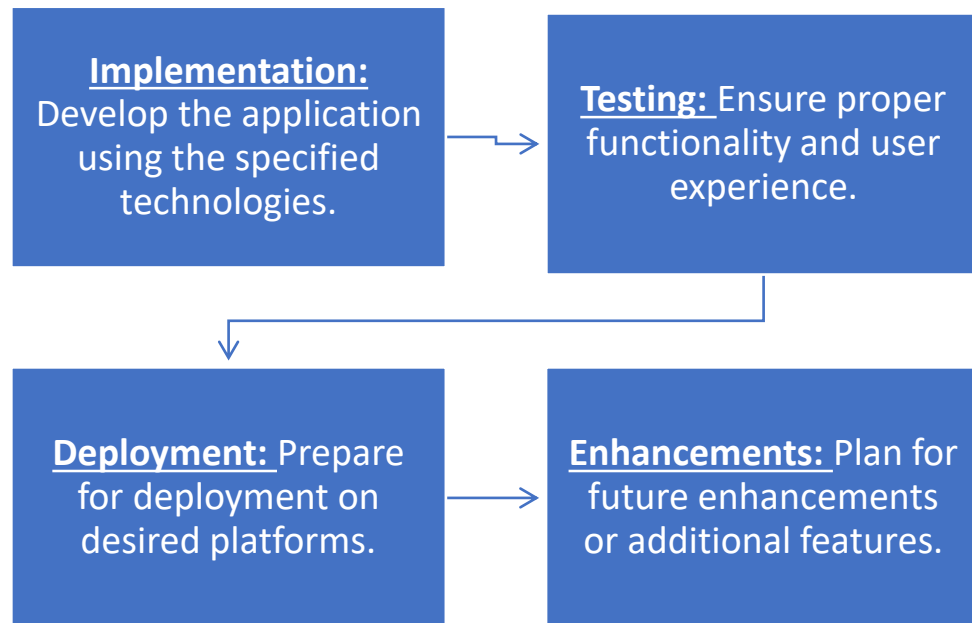 Implementation:
Develop the application
using the specified
technologies.
Testing: Ensure proper
functionality and user
experience.
Deployment: Prepare
for deployment on
desired platforms.
Enhancements: Plan for
future enhancements
or additional features.